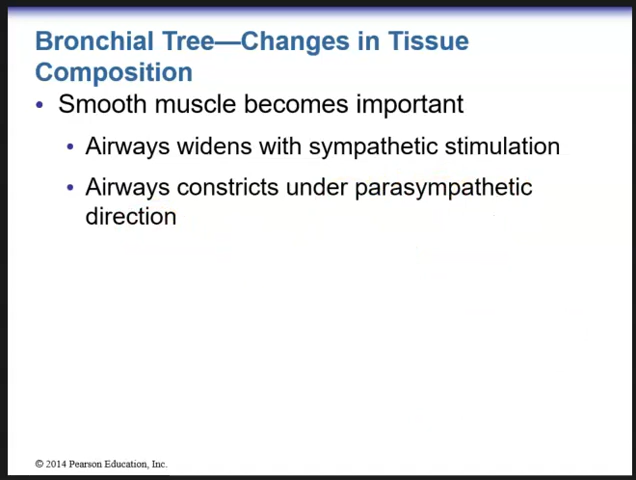 Bronchial Tree—Changes in Tissue
Composition
• Smooth muscle becomes important
• Airways widens with sympathetic stimulation
• Airways constricts under parasympathetic
direction
© 2014 Pearson Education, Inc.